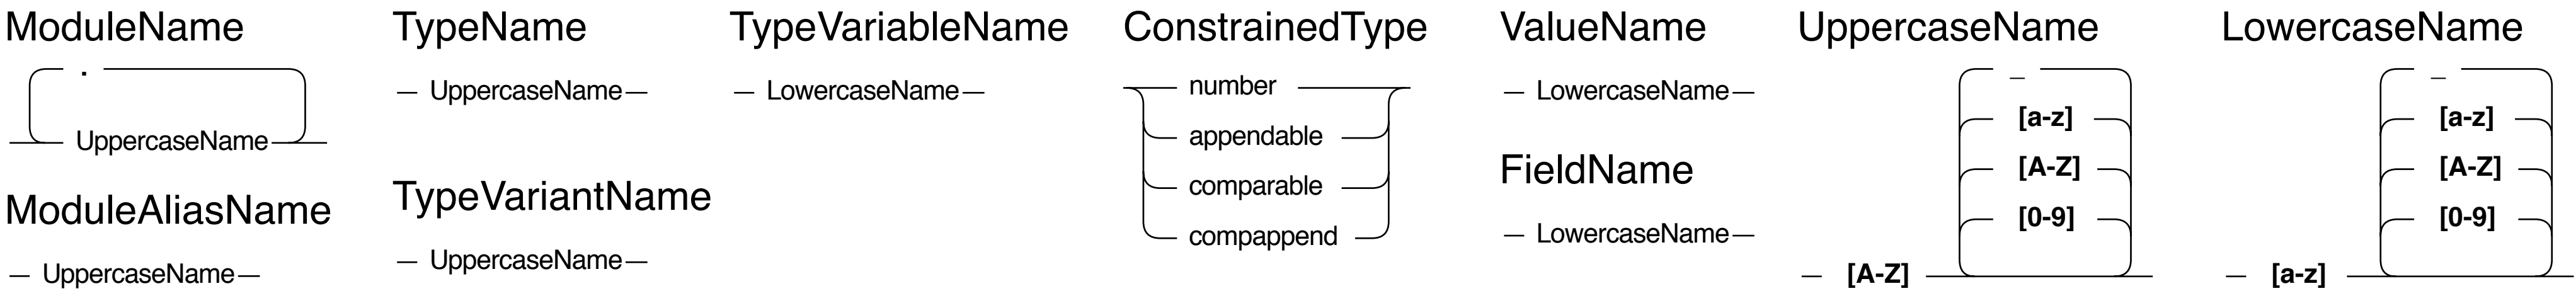 ModuleName
.
UppercaseName
ModuleAliasName
UppercaseName
TypeName
UppercaseName
TypeVariantName
UppercaseName
TypeVariableName
LowercaseName
ConstrainedType
number
appendable
comparable
compappend
ValueName
LowercaseName
FieldName
LowercaseName
UppercaseName
_
[a-z]
[A-Z]
[0-9]
[A-Z]
LowercaseName
_
[a-z]
[A-Z]
[0-9]
[a-z]